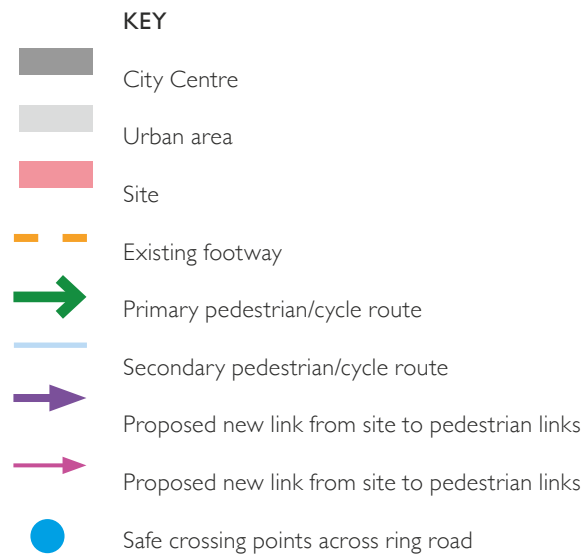 KEY
City Centre
Urban area
Site
Existing footway
Primary pedestrian/cycle route
Secondary pedestrian/cycle route
Proposed new link from site to pedestrian links
Proposed new link from site to pedestrian links
Safe crossing points across ring road